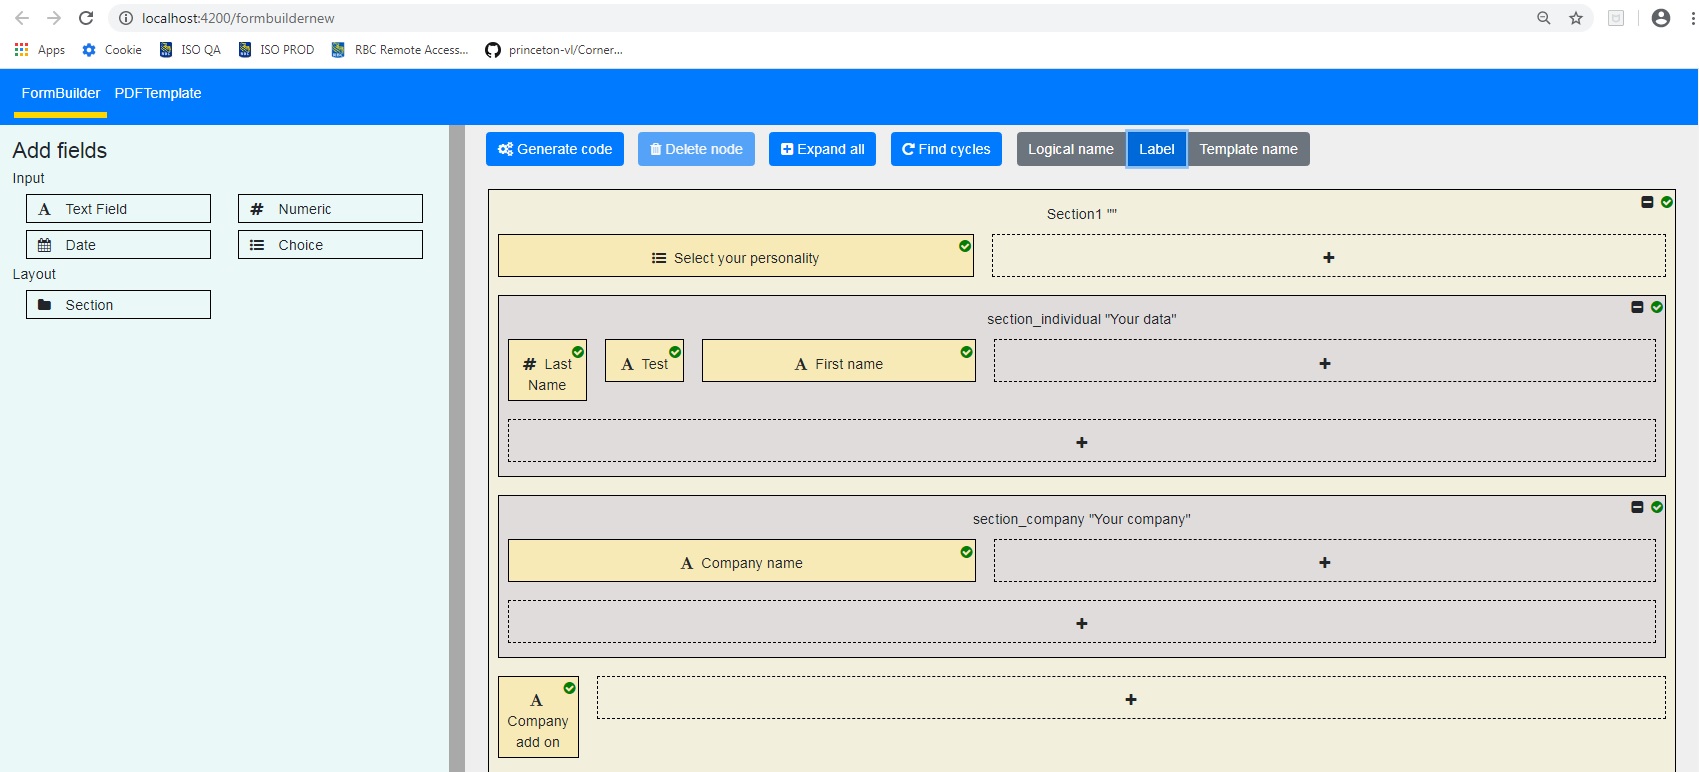 localhost:4200/formbuildernew
Apps Cookie ISO QA ISO PROD RBC Remote Access... princeton-vl/Corner...
FormBuilder PDFTemplate
Add fields
Input
Text Field Numeric
Date Choice
Layout
Section
Generate code Delete node Expand all Find cycles Logical name Label Template name
Section1 ""
Select your personality
section_individual "Your data"
Last Name Test First name
section_company "Your company"
Company name
Company add on